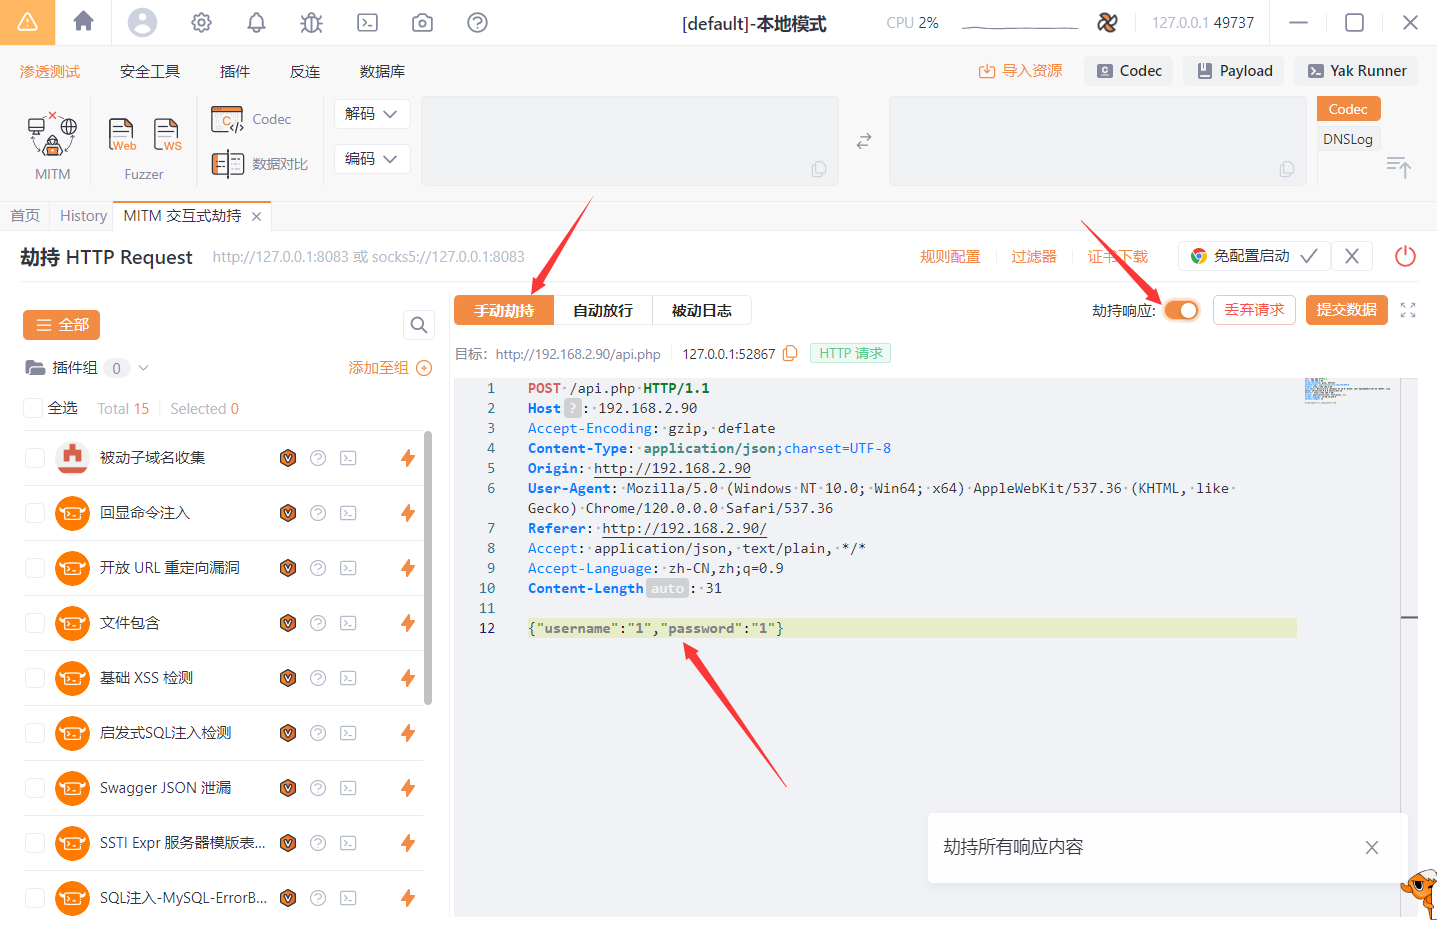 [default]-本地模式
CPU 2%
127.0.0.1 49737
渗透测试 安全工具 插件 反连 数据库
导入资源 Codec Payload Yak Runner
MITM
Web WS
Fuzzer
Codec
数据对比
解码
编码
Codec
DNSLog
首页 History MITM 交互式劫持
劫持 HTTP Request http://127.0.0.1:8083 或 socks5://127.0.0.1:8083
规则配置 过滤器 证书下载 免配置启动
全部
插件组 0 添加至组
全选 Total 15 Selected 0
被动子域名收集
回显命令注入
开放 URL 重定向漏洞
文件包含
基础 XSS 检测
启发式SQL注入检测
Swagger JSON 泄漏
SSTI Expr 服务器模版表...
SQL注入-MySQL-ErrorB...
手动劫持 自动放行 被动日志
劫持响应: 丢弃请求 提交数据
目标: http://192.168.2.90/api.php 127.0.0.1:52867 HTTP 请求
1 POST /api.php HTTP/1.1
2 Host ? : 192.168.2.90
3 Accept-Encoding: gzip, deflate
4 Content-Type: application/json;charset=UTF-8
5 Origin: http://192.168.2.90
6 User-Agent: Mozilla/5.0 (Windows NT 10.0; Win64; x64) AppleWebKit/537.36 (KHTML, like
Gecko) Chrome/120.0.0.0 Safari/537.36
7 Referer: http://192.168.2.90/
8 Accept: application/json, text/plain, */*
9 Accept-Language: zh-CN,zh;q=0.9
10 Content-Length auto : 31
11
12 {"username":"1","password":"1"}
劫持所有响应内容